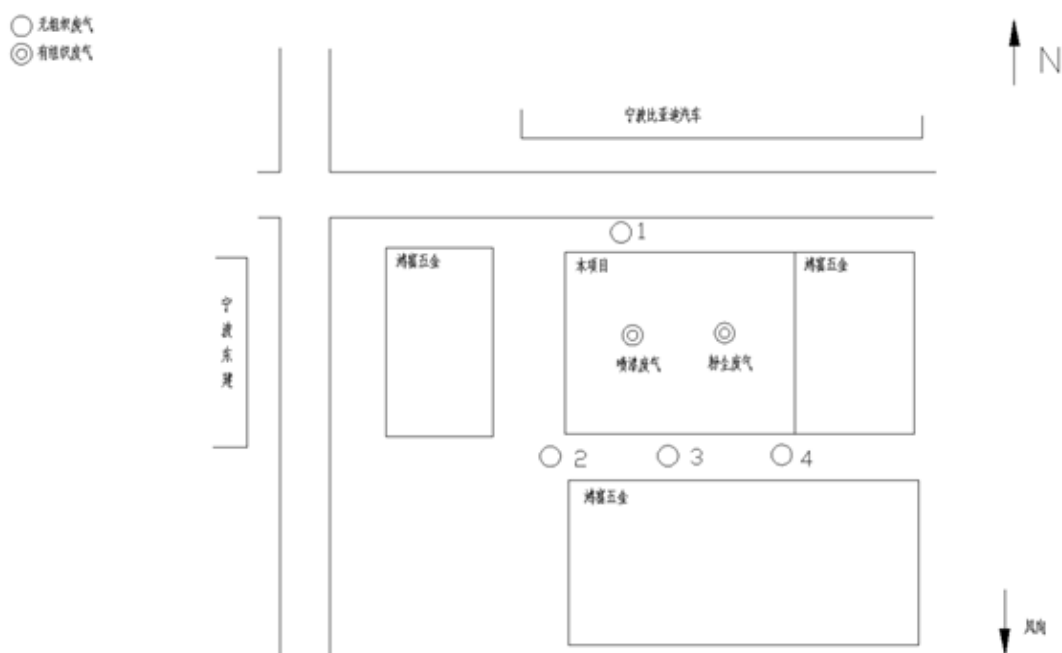 无组织废气
有组织废气
N
宁波比亚迪汽车
1
鸿富五金
本项目
鸿富五金
宁波东建
喷漆废气
粉尘废气
2
3
4
鸿富五金
风向